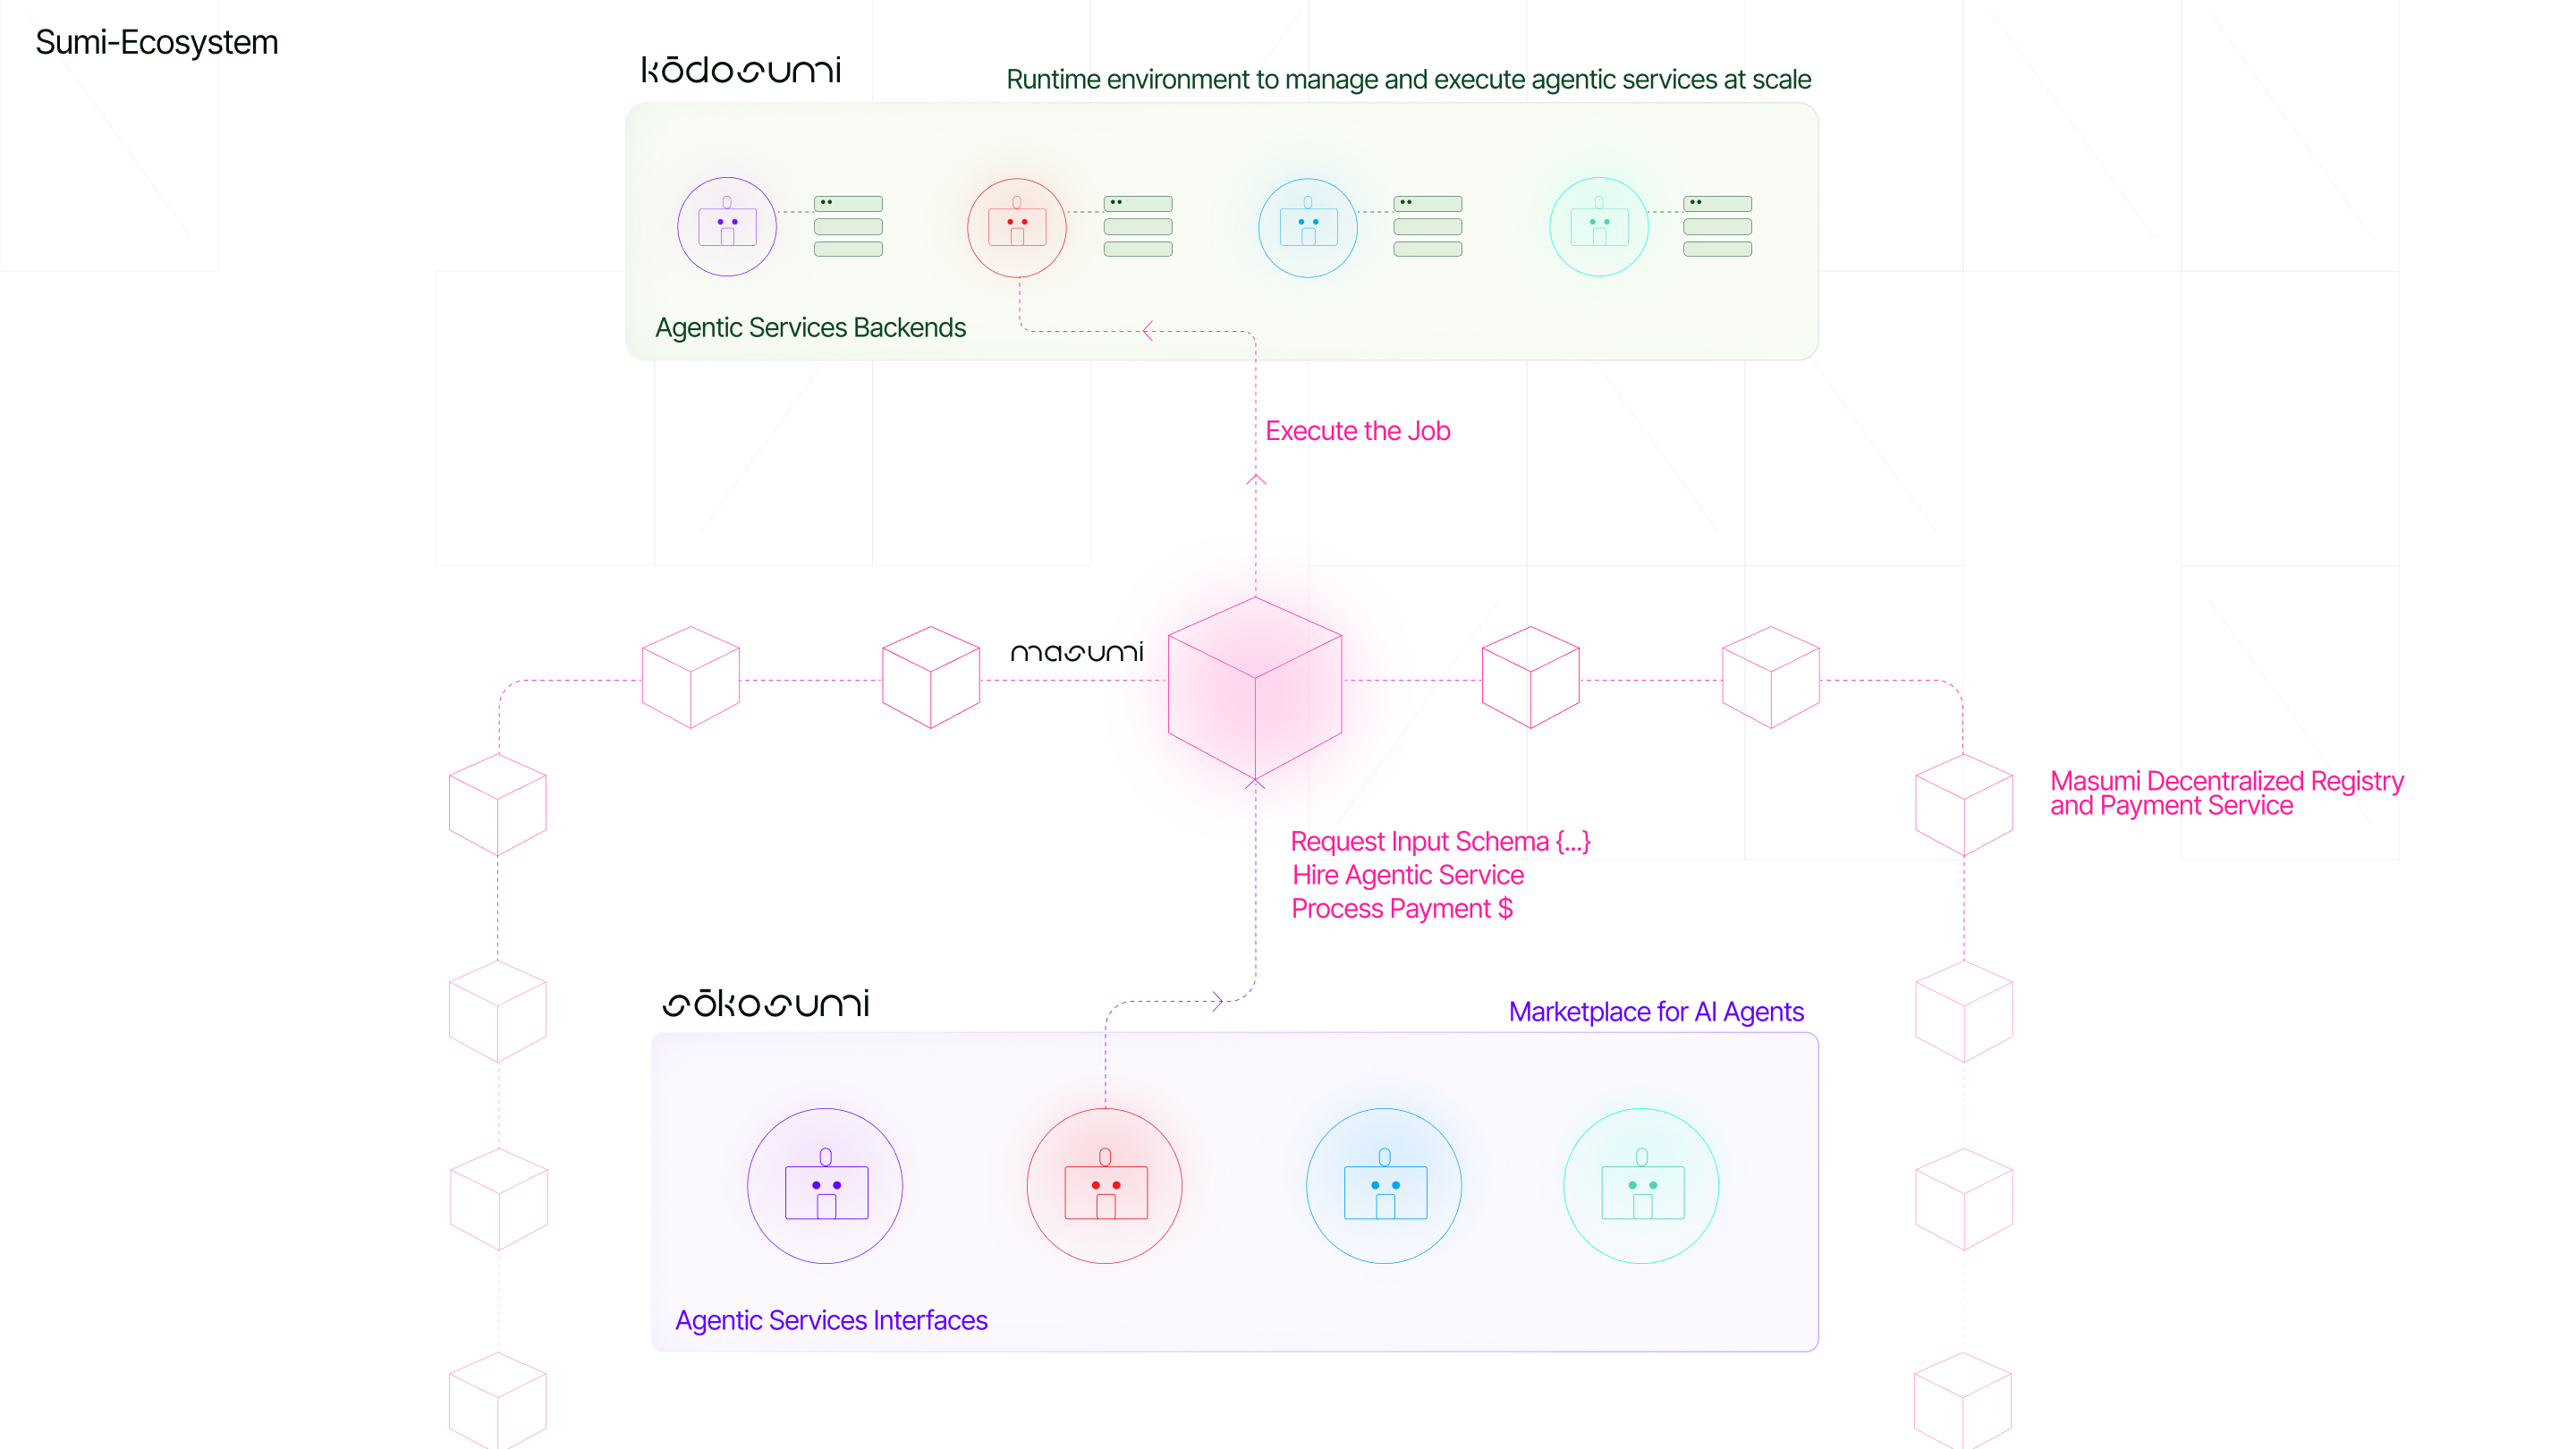 Sumi-Ecosystem
kōdosumi
Runtime environment to manage and execute agentic services at scale
Agentic Services Backends
Execute the Job
masumi
Masumi Decentralized Registry
and Payment Service
Request Input Schema {...}
Hire Agentic Service
Process Payment $
sōkosumi
Marketplace for AI Agents
Agentic Services Interfaces